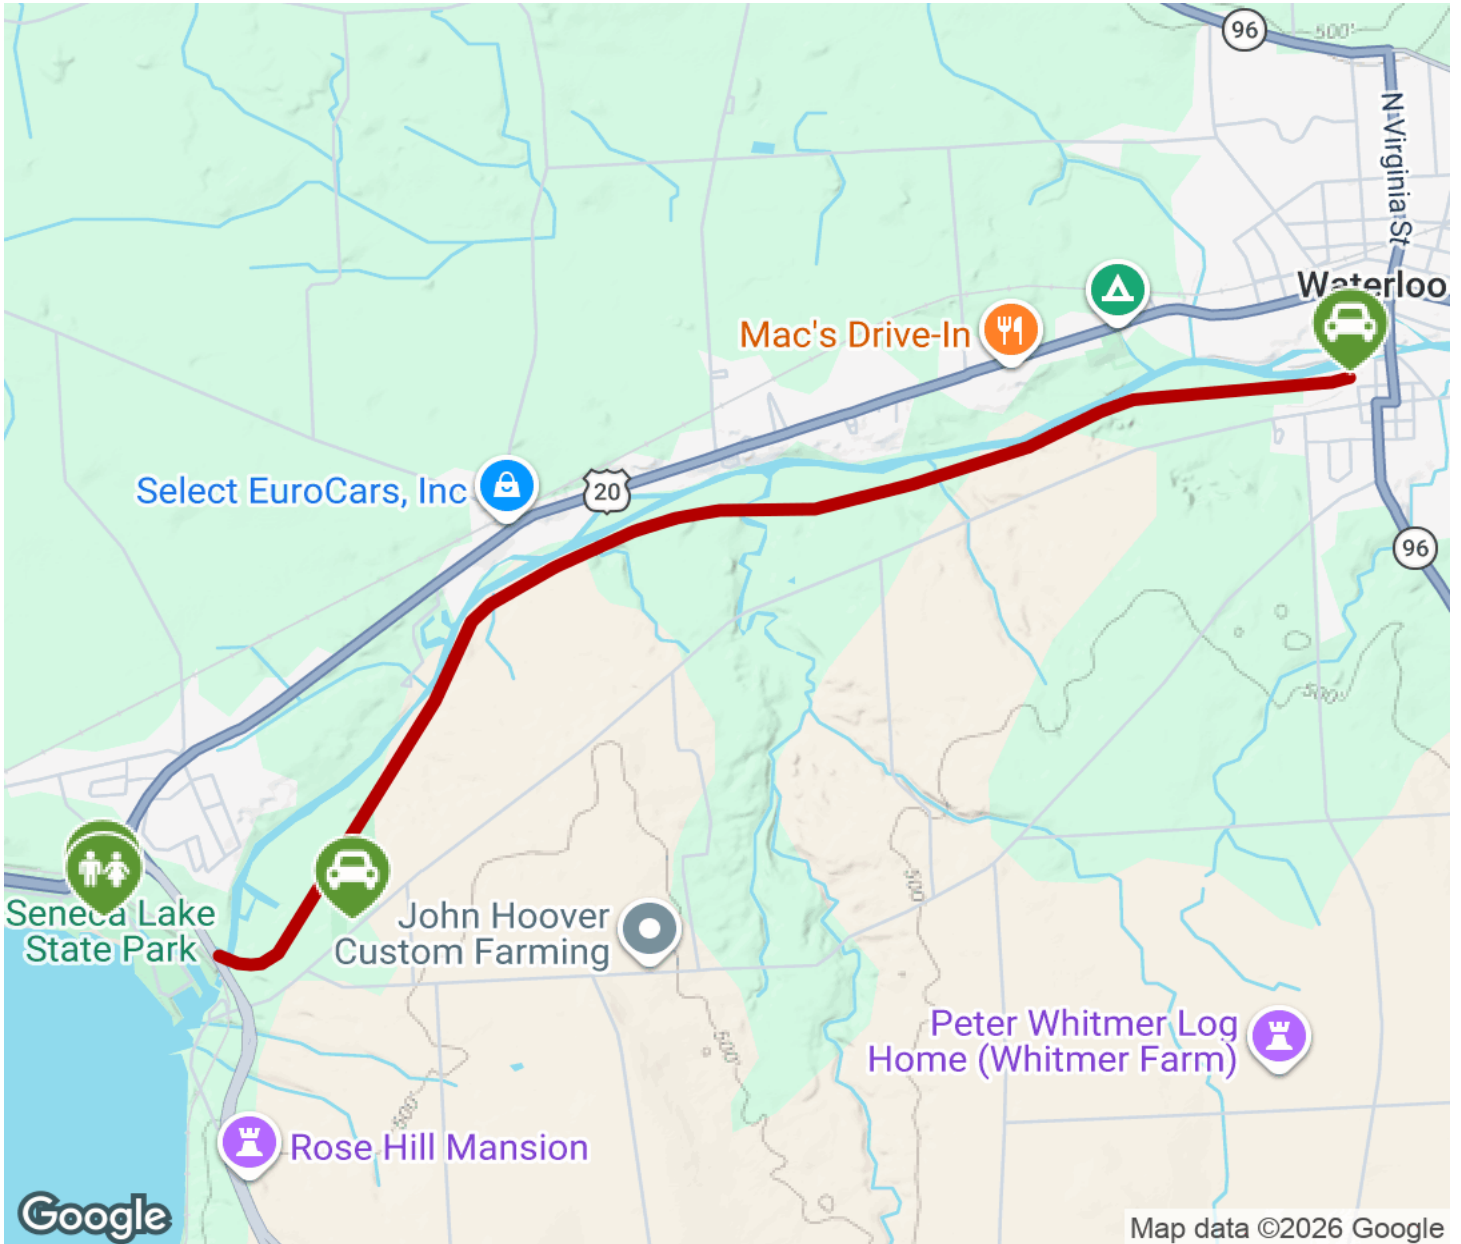 96
500'
N Virginia St
Waterloo
Mac's Drive-In
Select EuroCars, Inc
20
96
500'
500
Seneca Lake
State Park
John Hoover
Custom Farming
Peter Whitmer Log
Home (Whitmer Farm)
500'
500'
Rose Hill Mansion
Google
Map data ©2026 Google